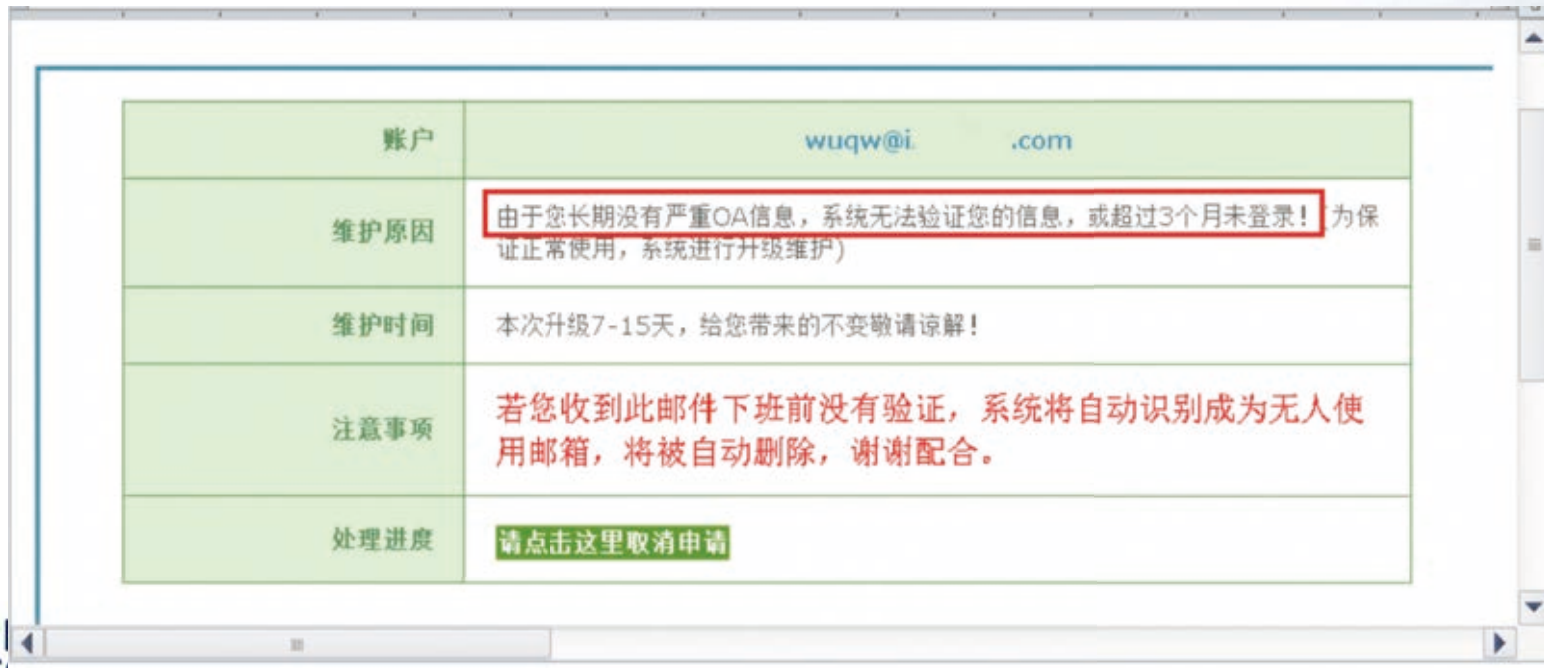 账户
wuqw@i. .com
维护原因
由于您长期没有严重OA信息，系统无法验证您的信息，或超过3个月未登录！ 为保
证正常使用，系统进行升级维护)
维护时间
本次升级7-15天，给您带来的不变敬请谅解！
注意事项
若您收到此邮件下班前没有验证，系统将自动识别成为无人使
用邮箱，将被自动删除，谢谢配合。
处理进度
请点击这里取消申请